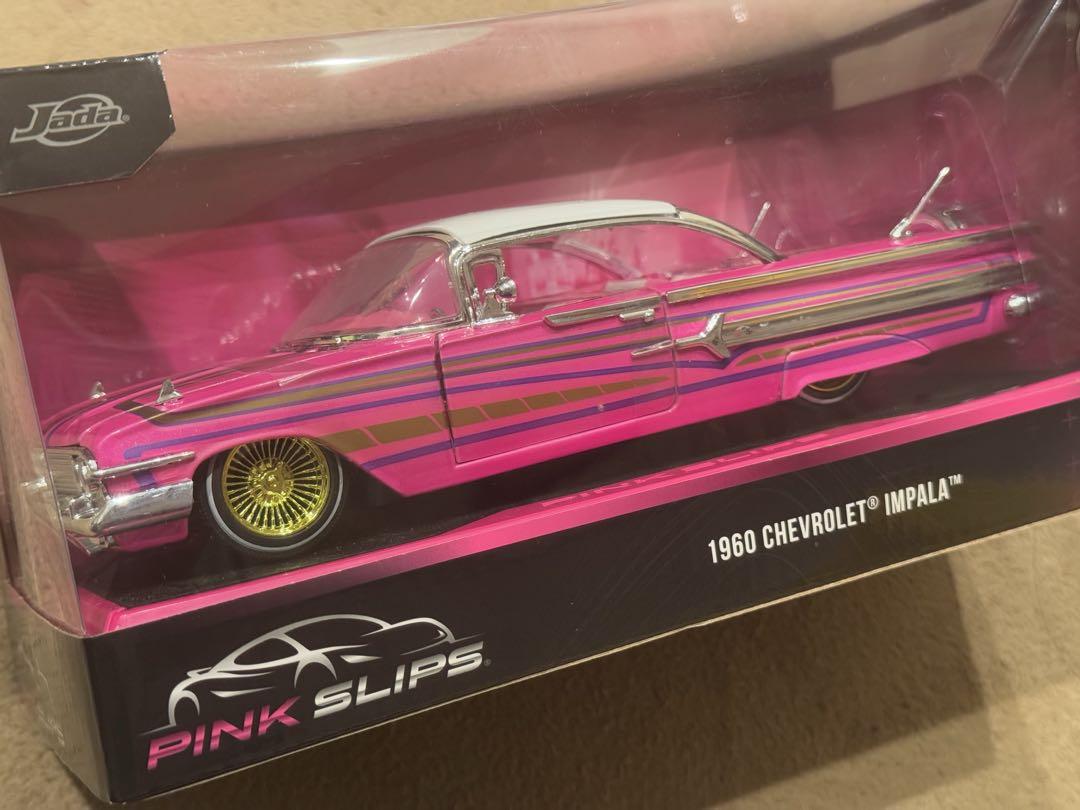 Jada®
1960 CHEVROLET® IMPALA™
PINK SLIPS®